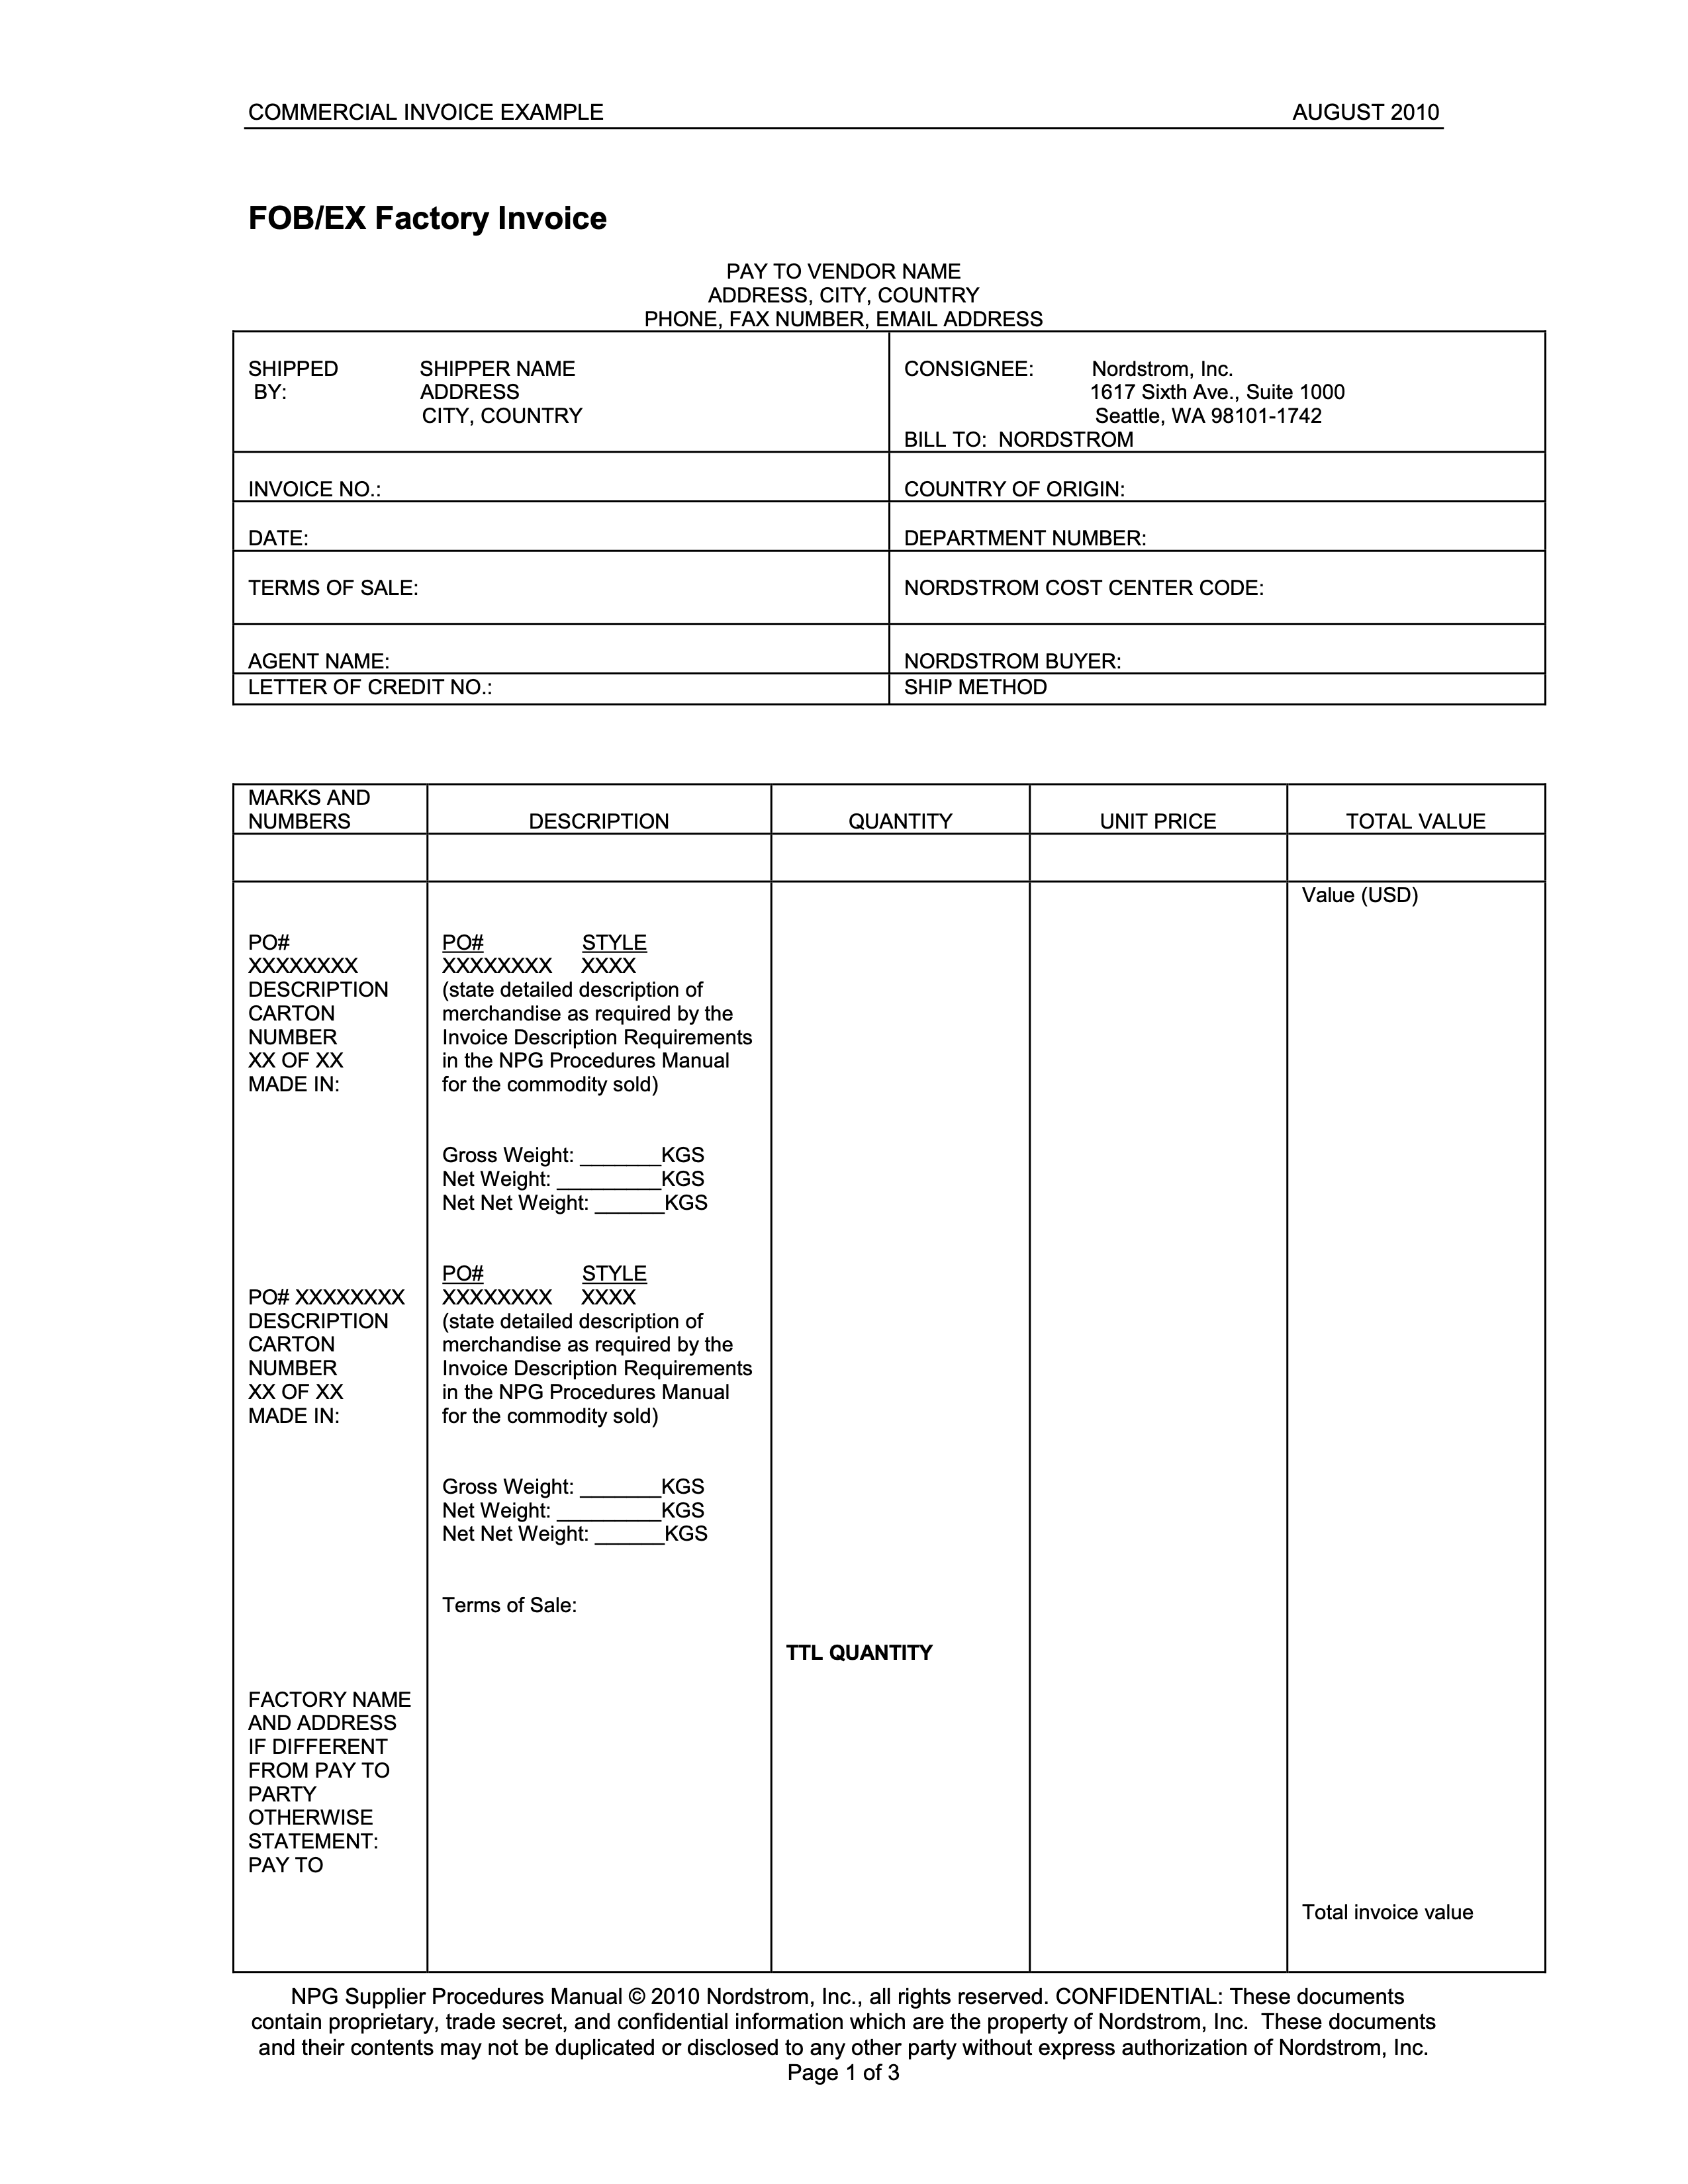 COMMERCIAL INVOICE EXAMPLE AUGUST 2010
FOB/EX Factory Invoice
PAY TO VENDOR NAME
ADDRESS, CITY, COUNTRY
PHONE, FAX NUMBER, EMAIL ADDRESS
SHIPPED SHIPPER NAME
BY: ADDRESS
CITY, COUNTRY
CONSIGNEE: Nordstrom, Inc.
1617 Sixth Ave., Suite 1000
Seattle, WA 98101-1742
BILL TO: NORDSTROM
INVOICE NO.: COUNTRY OF ORIGIN:
DATE: DEPARTMENT NUMBER:
TERMS OF SALE: NORDSTROM COST CENTER CODE:
AGENT NAME: NORDSTROM BUYER:
LETTER OF CREDIT NO.: SHIP METHOD
MARKS AND
NUMBERS DESCRIPTION QUANTITY UNIT PRICE TOTAL VALUE
Value (USD)
PO#
XXXXXXXX
DESCRIPTION
CARTON
NUMBER
XX OF XX
MADE IN:
PO# STYLE
XXXXXXXX XXXX
(state detailed description of
merchandise as required by the
Invoice Description Requirements
in the NPG Procedures Manual
for the commodity sold)
Gross Weight: _______KGS
Net Weight: _________KGS
Net Net Weight: ______KGS
PO# XXXXXXXX
DESCRIPTION
CARTON
NUMBER
XX OF XX
MADE IN:
PO# STYLE
XXXXXXXX XXXX
(state detailed description of
merchandise as required by the
Invoice Description Requirements
in the NPG Procedures Manual
for the commodity sold)
Gross Weight: _______KGS
Net Weight: _________KGS
Net Net Weight: ______KGS
Terms of Sale:
TTL QUANTITY
FACTORY NAME
AND ADDRESS
IF DIFFERENT
FROM PAY TO
PARTY
OTHERWISE
STATEMENT:
PAY TO
Total invoice value
NPG Supplier Procedures Manual © 2010 Nordstrom, Inc., all rights reserved. CONFIDENTIAL: These documents
contain proprietary, trade secret, and confidential information which are the property of Nordstrom, Inc. These documents
and their contents may not be duplicated or disclosed to any other party without express authorization of Nordstrom, Inc.
Page 1 of 3